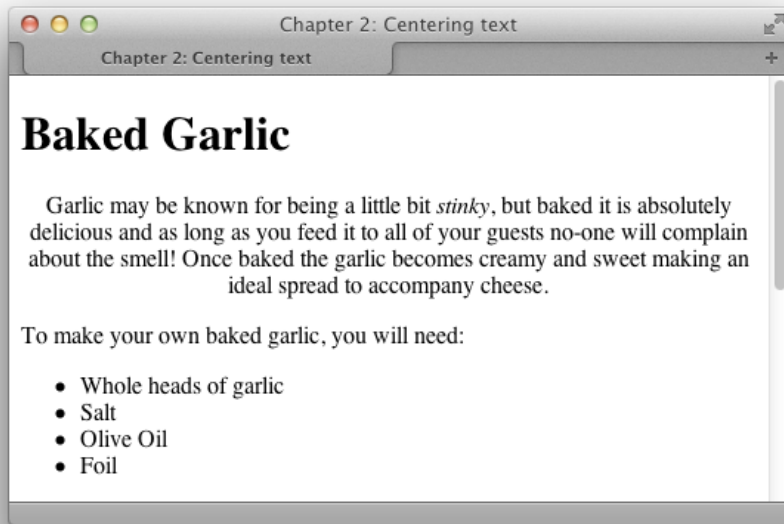 Chapter 2: Centering text
Chapter 2: Centering text
Baked Garlic
Garlic may be known for being a little bit stinky, but baked it is absolutely
delicious and as long as you feed it to all of your guests no-one will complain
about the smell! Once baked the garlic becomes creamy and sweet making an
ideal spread to accompany cheese.
To make your own baked garlic, you will need:
• Whole heads of garlic
• Salt
• Olive Oil
• Foil